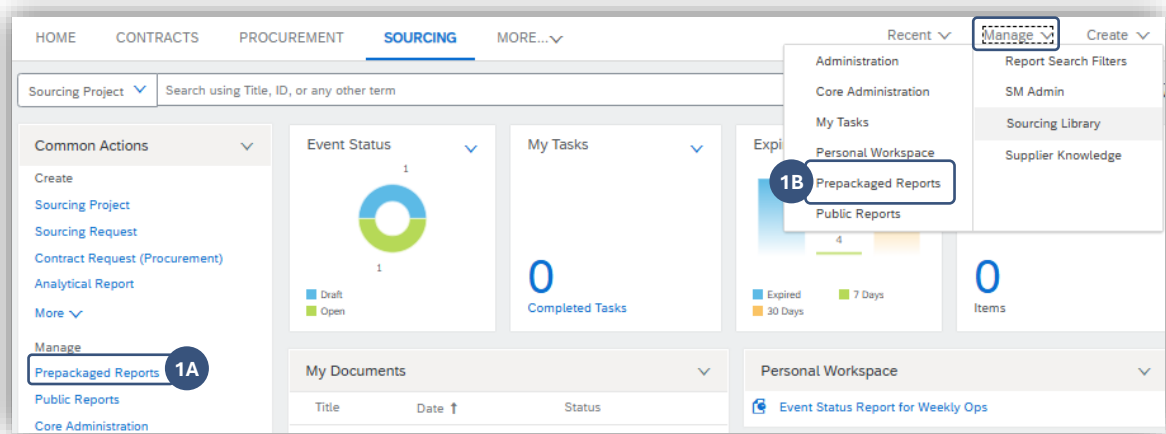 HOME CONTRACTS PROCUREMENT SOURCING MORE... Recent Manage Create
Sourcing Project Search using Title, ID, or any other term
Administration Report Search Filters
Core Administration SM Admin
My Tasks Sourcing Library
Personal Workspace Supplier Knowledge
1B Prepackaged Reports
Public Reports
Common Actions
Create
Sourcing Project
Sourcing Request
Contract Request (Procurement)
Analytical Report
More
Manage
Prepackaged Reports 1A
Public Reports
Core Administration
Event Status
1
1
Draft
Open
My Tasks
0
Completed Tasks
4
Expired 7 Days
30 Days
0
Items
My Documents
Title Date ↑ Status
Personal Workspace
Event Status Report for Weekly Ops